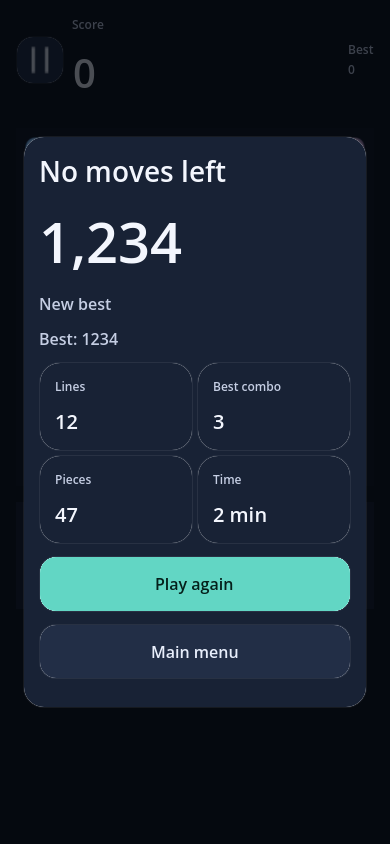 Score
0
Best
0
No moves left
1,234
New best
Best: 1234
Lines
12
Best combo
3
Pieces
47
Time
2 min
Play again
Main menu